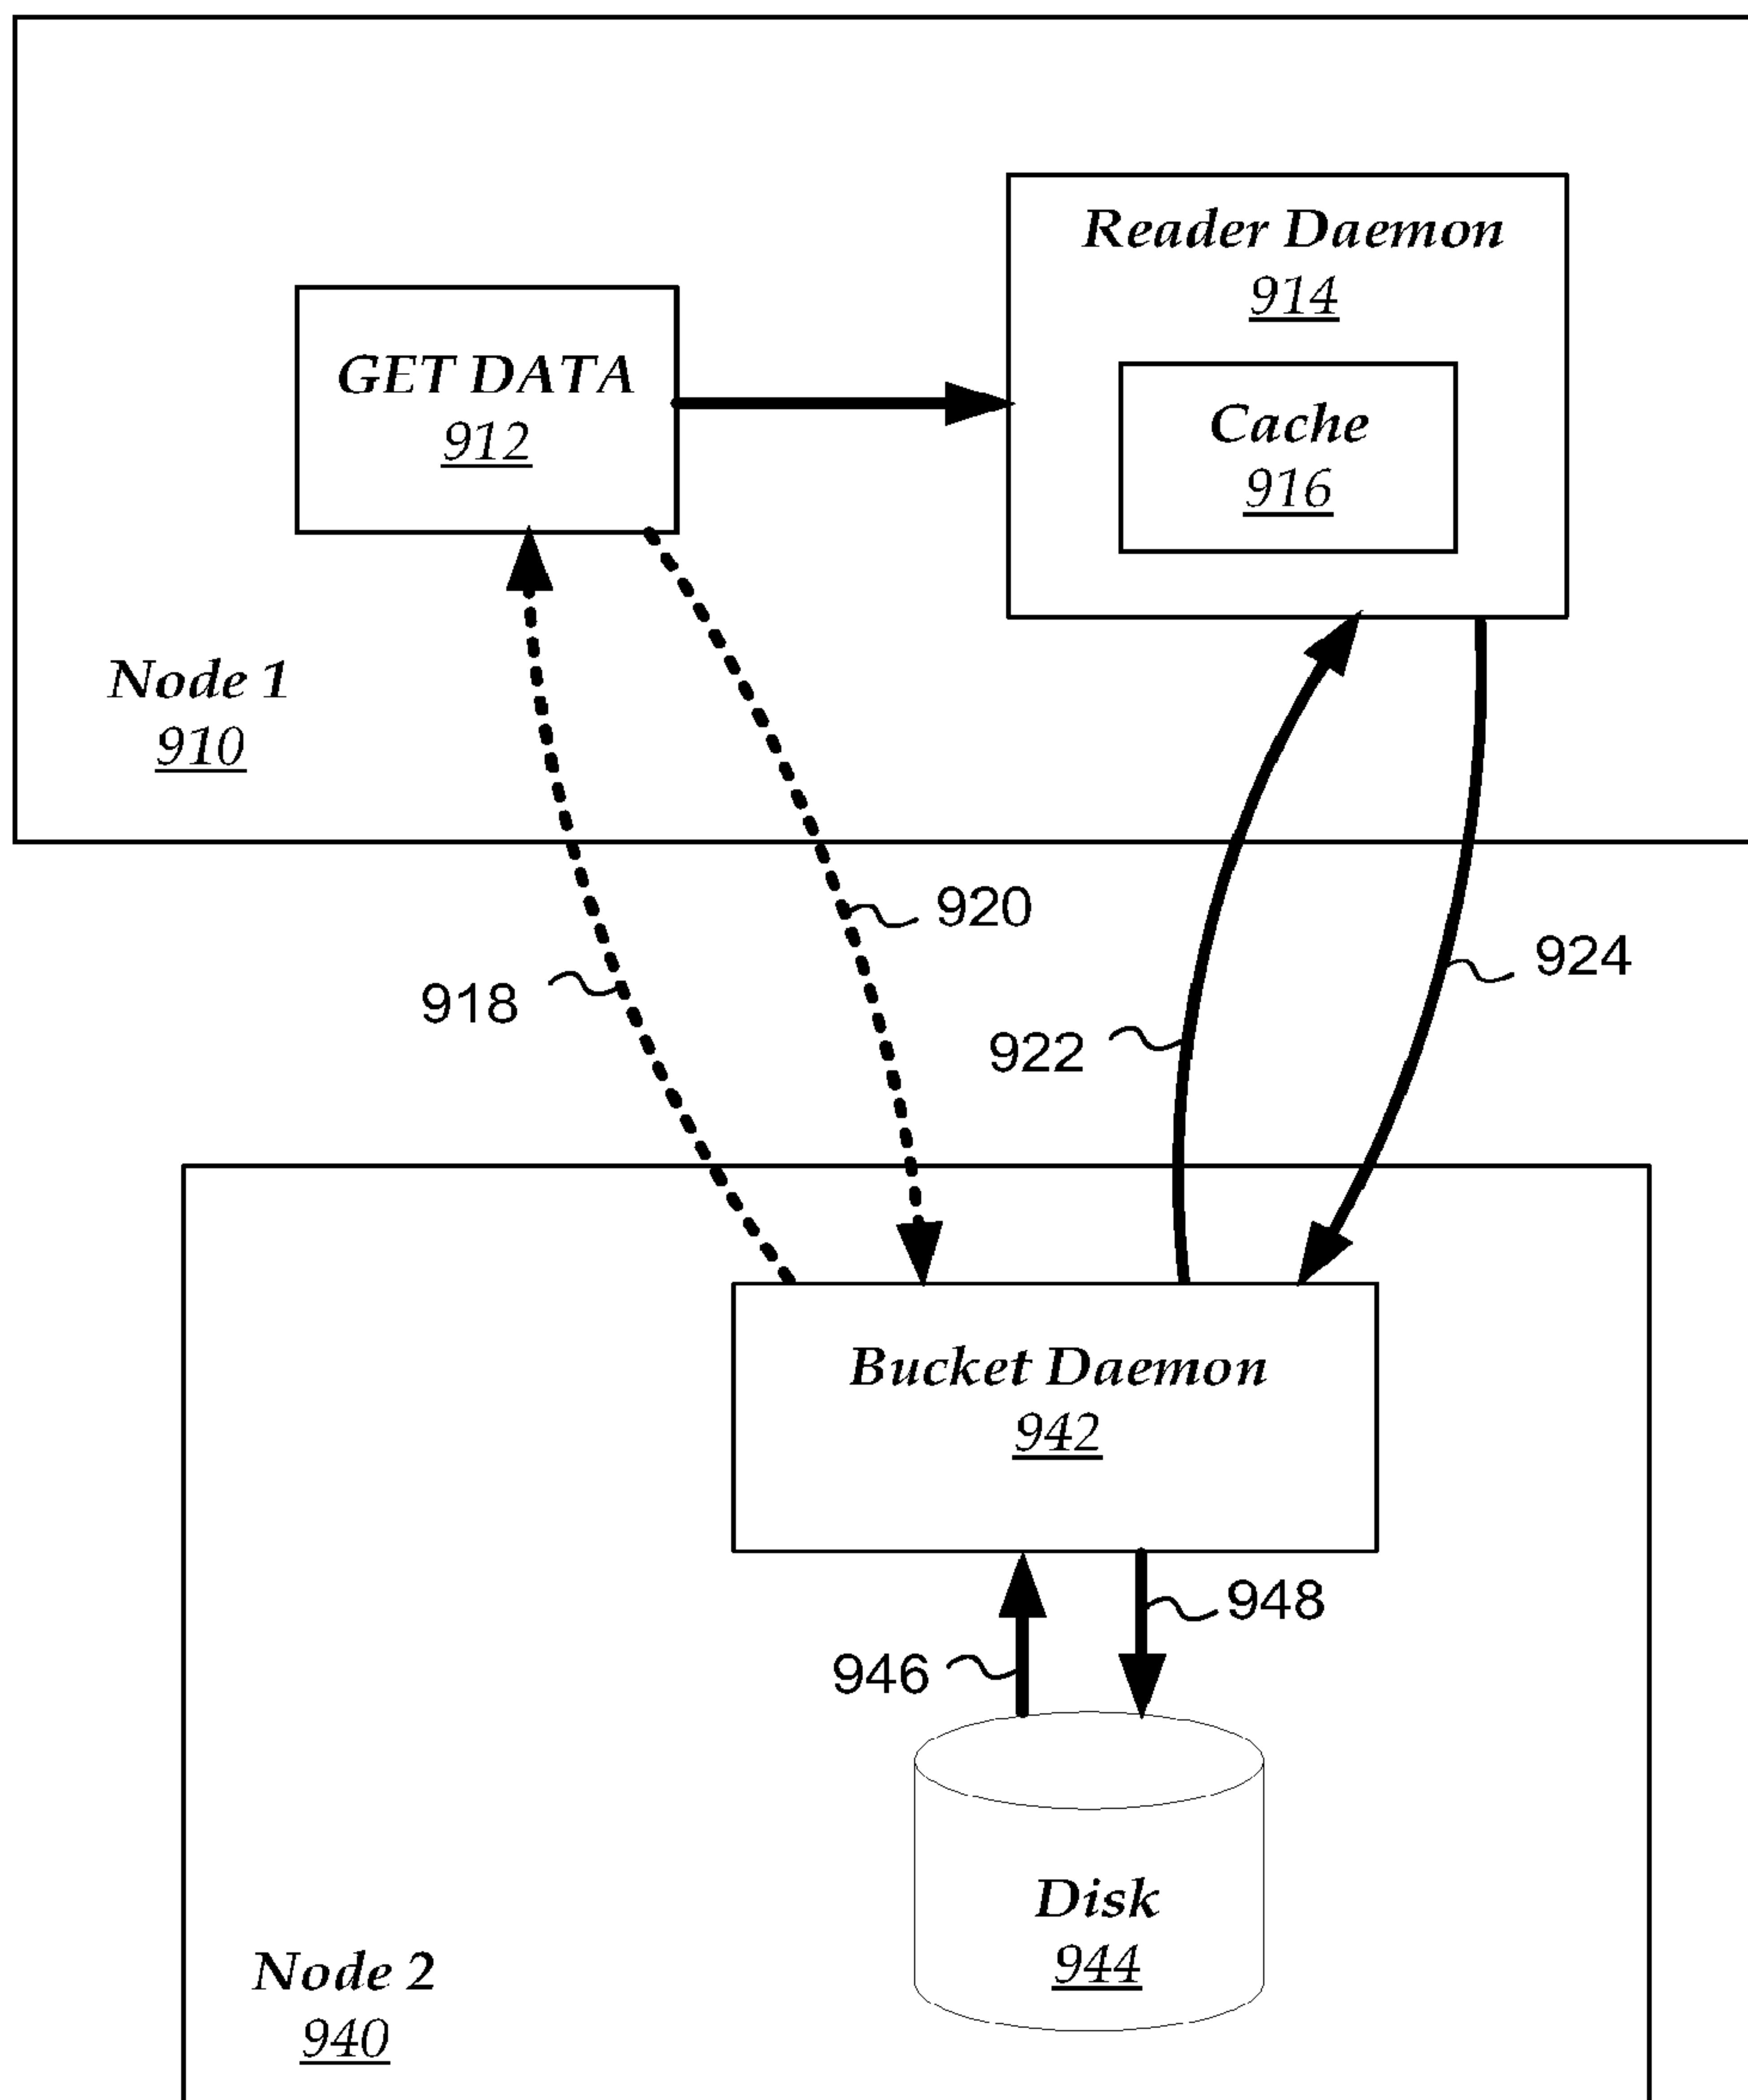 Reader Daemon
914
GET DATA
912
Cache
916
Node 1
910
920
918
924
922
Bucket Daemon
942
948
946
Disk
944
Node 2
940